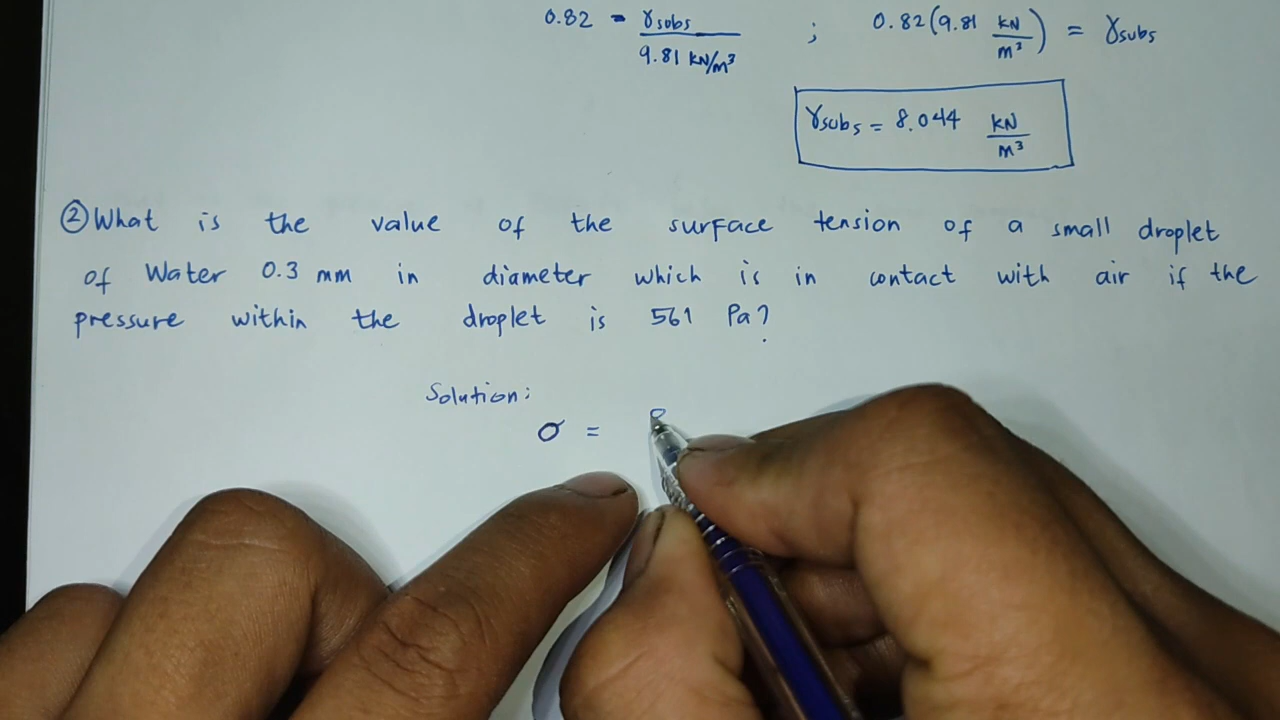 0.82 = γsubs / 9.81 kN/m³ ; 0.82(9.81 kN/m³) = γsubs
γsubs = 8.044 kN/m³
② What is the value of the surface tension of a small droplet
of Water 0.3 mm in diameter which is in contact with air if the
pressure within the droplet is 561 Pa?
Solution:
σ =